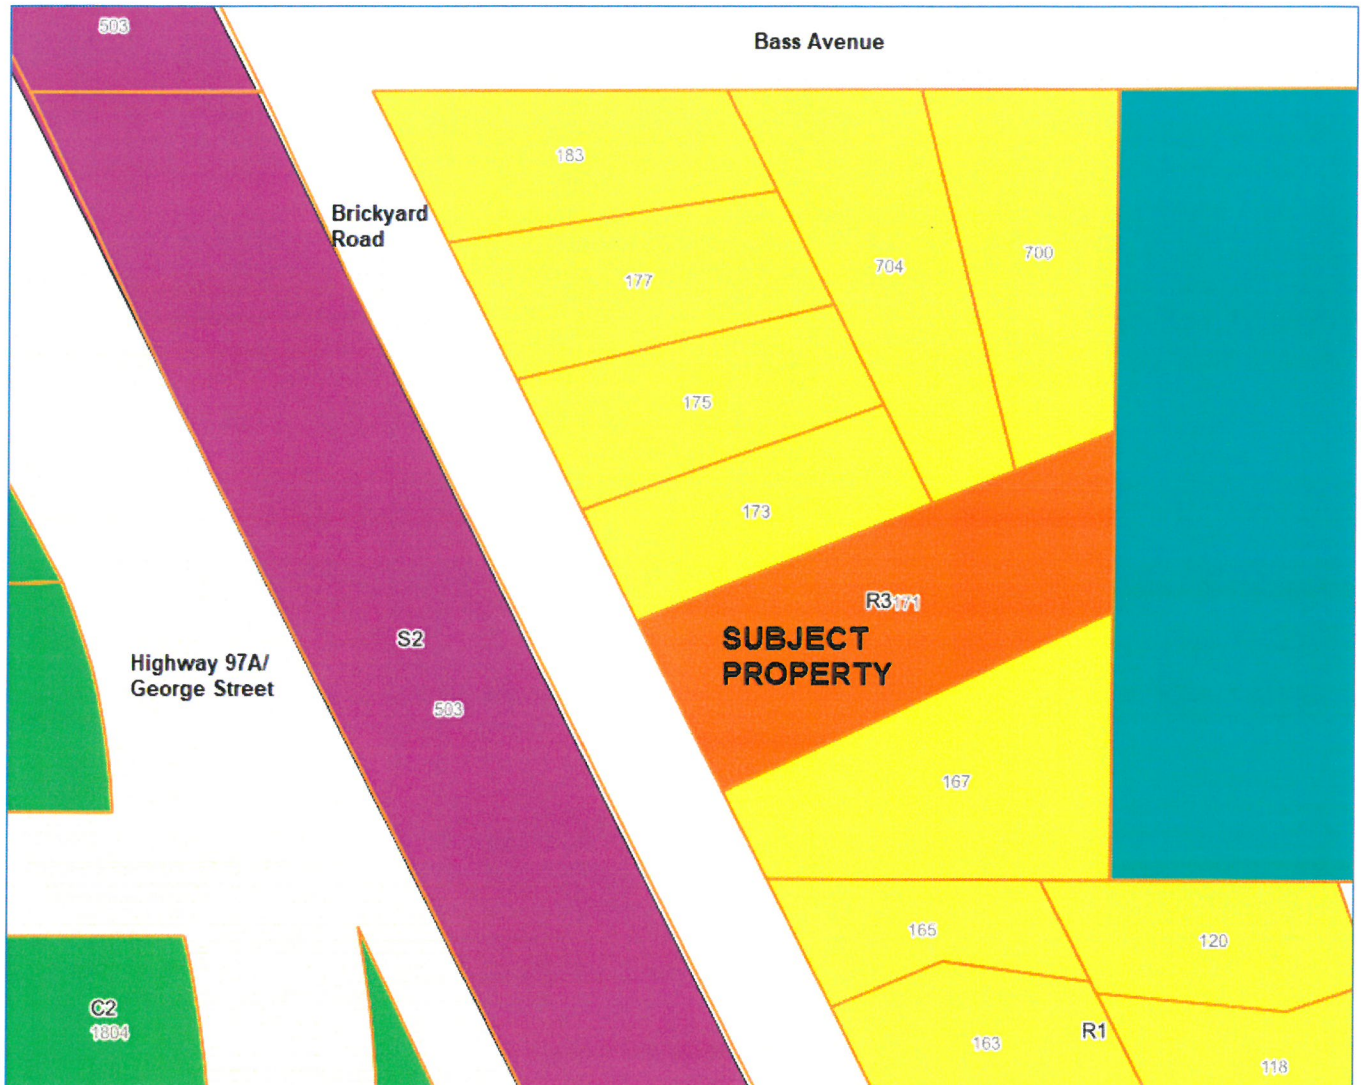 503
Bass Avenue
183
Brickyard
Road
177
704
700
175
173
R3 171
SUBJECT
PROPERTY
S2
Highway 97A/
George Street
503
167
165
120
C2
1804
163
R1
118